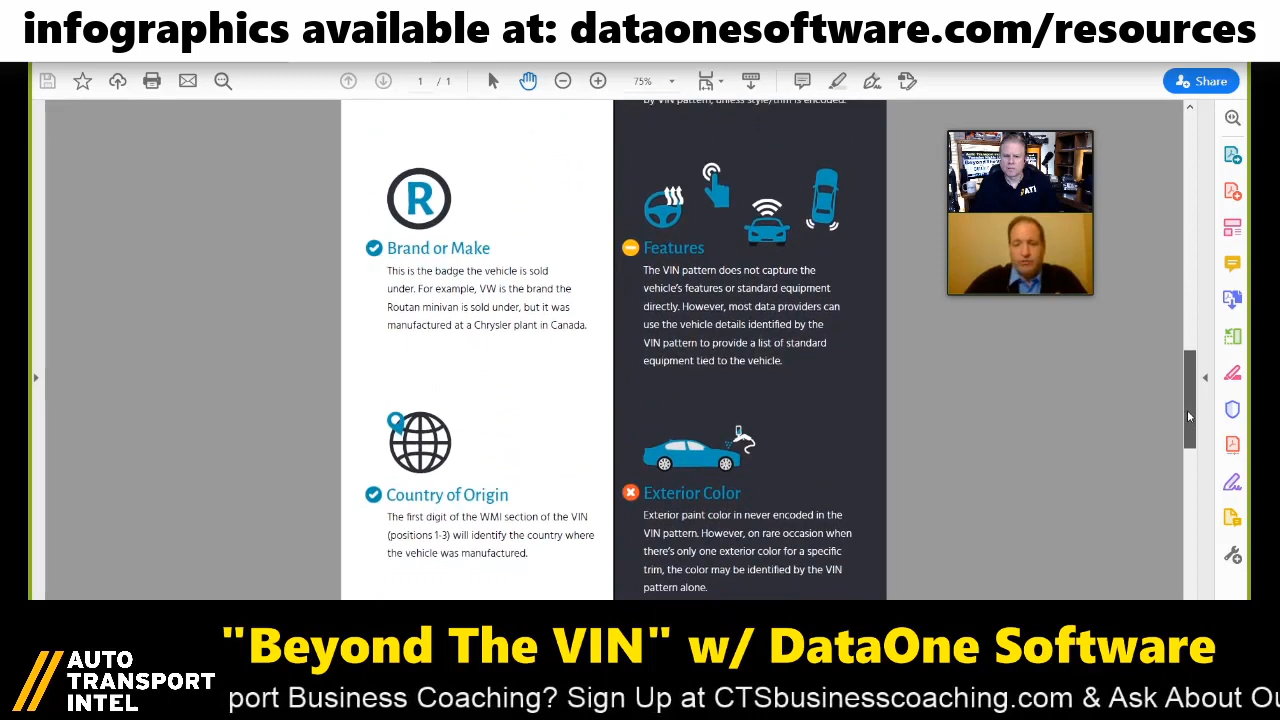 infographics available at: dataonesoftware.com/resources
1 / 1
75%
Share
by VIN pattern, unless style/trim is encoded.
R
Brand or Make
This is the badge the vehicle is sold
under. For example, VW is the brand the
Routan minivan is sold under, but it was
manufactured at a Chrysler plant in Canada.
Country of Origin
The first digit of the WMI section of the VIN
(positions 1-3) will identify the country where
the vehicle was manufactured.
Features
The VIN pattern does not capture the
vehicle's features or standard equipment
directly. However, most data providers can
use the vehicle details identified by the
VIN pattern to provide a list of standard
equipment tied to the vehicle.
Exterior Color
Exterior paint color in never encoded in the
VIN pattern. However, on rare occasion when
there's only one exterior color for a specific
trim, the color may be identified by the VIN
pattern alone.
"Beyond The VIN" w/ DataOne Software
AUTO
TRANSPORT
INTEL
port Business Coaching? Sign Up at CTSbusinesscoaching.com & Ask About Ou